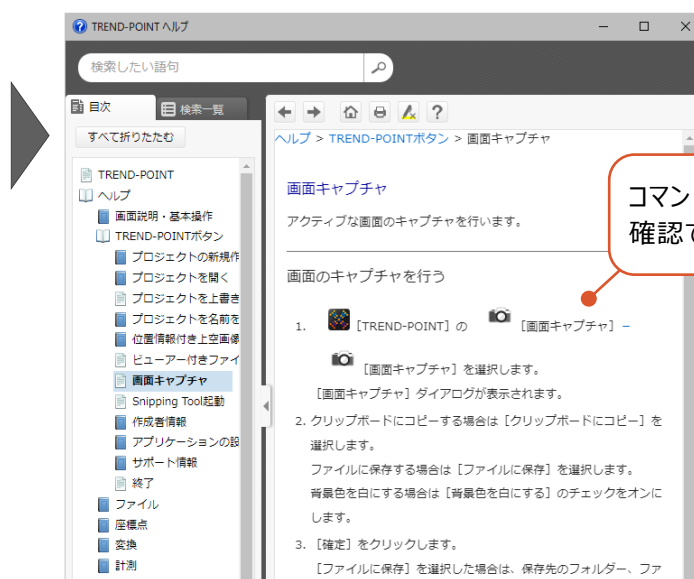 TREND-POINT ヘルプ
検索したい語句
目次
検索一覧
すべて折りたたむ
TREND-POINT
ヘルプ
画面説明・基本操作
TREND-POINTボタン
プロジェクトの新規作
プロジェクトを開く
プロジェクトを上書き
プロジェクトを名前を
位置情報付き上空画像
ビューアー付きファイ
画面キャプチャ
Snipping Tool起動
作成者情報
アプリケーションの設
サポート情報
終了
ファイル
座標点
変換
計測
ヘルプ > TREND-POINTボタン > 画面キャプチャ
画面キャプチャ
アクティブな画面のキャプチャを行います。
コマン
確認で
画面のキャプチャを行う
1. [TREND-POINT] の [画面キャプチャ] –
[画面キャプチャ] を選択します。
[画面キャプチャ] ダイアログが表示されます。
2. クリップボードにコピーする場合は [クリップボードにコピー] を
選択します。
ファイルに保存する場合は [ファイルに保存] を選択します。
背景色を白にする場合は [背景色を白にする] のチェックをオンに
します。
3. [確定] をクリックします。
[ファイルに保存] を選択した場合は、保存先のフォルダー、ファ